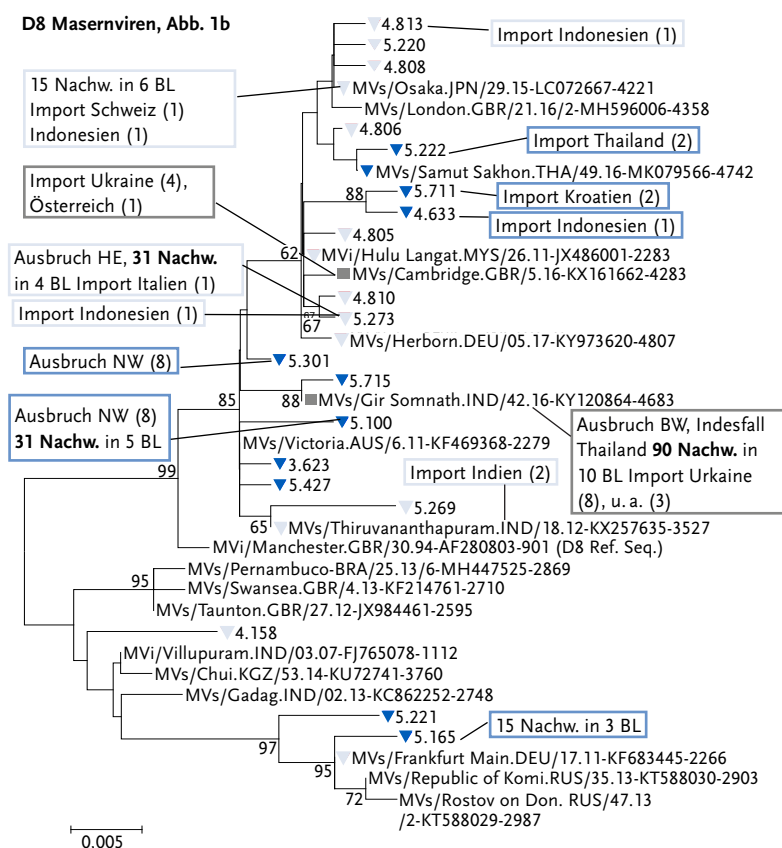 D8 Masernviren, Abb. 1b
4.813
Import Indonesien (1)
5.220
4.808
15 Nachw. in 6 BL
Import Schweiz (1)
Indonesien (1)
MVs/Osaka.JPN/29.15-LC072667-4221
MVs/London.GBR/21.16/2-MH596006-4358
4.806
Import Thailand (2)
5.222
MVs/Samut Sakhon.THA/49.16-MK079566-4742
Import Ukraine (4),
Österreich (1)
88
5.711
Import Kroatien (2)
4.633
Import Indonesien (1)
4.805
62
MVi/Hulu Langat.MYS/26.11-JX486001-2283
Ausbruch HE, 31 Nachw.
in 4 BL Import Italien (1)
MVs/Cambridge.GBR/5.16-KX161662-4283
4.810
Import Indonesien (1)
5.273
67
MVs/Herborn.DEU/05.17-KY973620-4807
Ausbruch NW (8)
5.301
5.715
85
88
MVs/Gir Somnath.IND/42.16-KY120864-4683
Ausbruch NW (8)
31 Nachw. in 5 BL
5.100
Ausbruch BW, Indesfall
Thailand 90 Nachw. in
10 BL Import Urkaine
(8), u. a. (3)
MVs/Victoria.AUS/6.11-KF469368-2279
99
3.623
Import Indien (2)
5.427
5.269
65
MVs/Thiruvananthapuram.IND/18.12-KX257635-3527
MVi/Manchester.GBR/30.94-AF280803-901 (D8 Ref. Seq.)
95
MVs/Pernambuco-BRA/25.13/6-MH447525-2869
MVs/Swansea.GBR/4.13-KF214761-2710
MVs/Taunton.GBR/27.12-JX984461-2595
4.158
MVi/Villupuram.IND/03.07-FJ765078-1112
MVs/Chui.KGZ/53.14-KU72741-3760
MVs/Gadag.IND/02.13-KC862252-2748
5.221
15 Nachw. in 3 BL
97
5.165
95
MVs/Frankfurt Main.DEU/17.11-KF683445-2266
MVs/Republic of Komi.RUS/35.13-KT588030-2903
72
MVs/Rostov on Don. RUS/47.13
/2-KT588029-2987
0.005